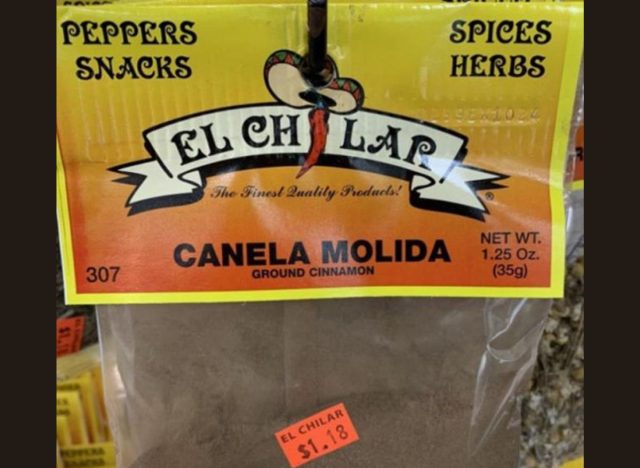 PEPPERS
SNACKS
SPICES
HERBS
EL CHILAR
®
The Finest Quality Products!
CANELA MOLIDA
GROUND CINNAMON
NET WT.
1.25 Oz.
(35g)
307
EL CHILAR
$1.18